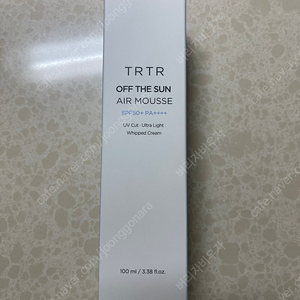 TRTR
OFF THE SUN
AIR MOUSSE
SPF50+ PA++++
UV Cut · Ultra Light
Whipped Cream
100 ml / 3.38 fl.oz.